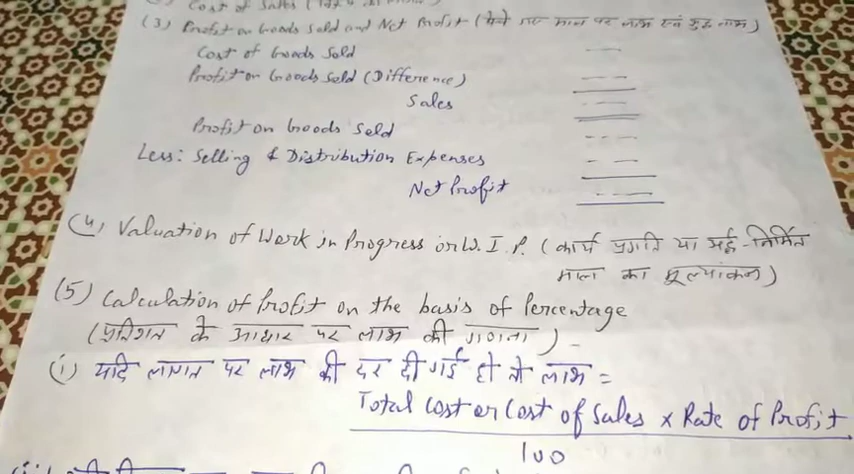 Cost of Sales (
(3) Profit on Goods Sold and Net Profit (बेचे गए माल पर लाभ एवं शुद्ध लाभ)
Cost of Goods Sold
Profit on Goods Sold (Difference)
Sales
Profit on Goods Sold
Less: Selling & Distribution Expenses
Net Profit
(4) Valuation of Work in Progress or W.I.P. (कार्य प्रगति या अर्द्ध-निर्मित
माल का मूल्यांकन)
(5) Calculation of Profit on the basis of Percentage
(प्रतिशत के आधार पर लाभ की गणना) -
(i) यदि लागत पर लाभ की दर दी गई हो तो लाभ =
Total Cost or Cost of Sales × Rate of Profit
100